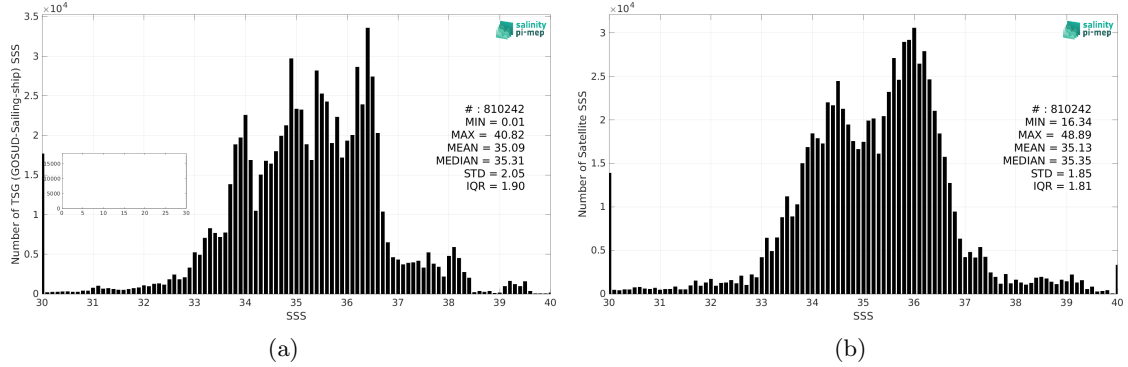 ×10⁴
3.5
3
2.5
2
1.5
1
0.5
0
Number of TSG (GOSUD-Sailing-ship) SSS
salinity
pi-mep
# : 810242
MIN = 0.01
MAX = 40.82
MEAN = 35.09
MEDIAN = 35.31
STD = 2.05
IQR = 1.90
15000
10000
5000
0
0 5 10 15 20 25 30
30 31 32 33 34 35 36 37 38 39 40
SSS
(a)
×10⁴
3
2.5
2
1.5
1
0.5
0
Number of Satellite SSS
salinity
pi-mep
# : 810242
MIN = 16.34
MAX = 48.89
MEAN = 35.13
MEDIAN = 35.35
STD = 1.85
IQR = 1.81
30 31 32 33 34 35 36 37 38 39 40
SSS
(b)